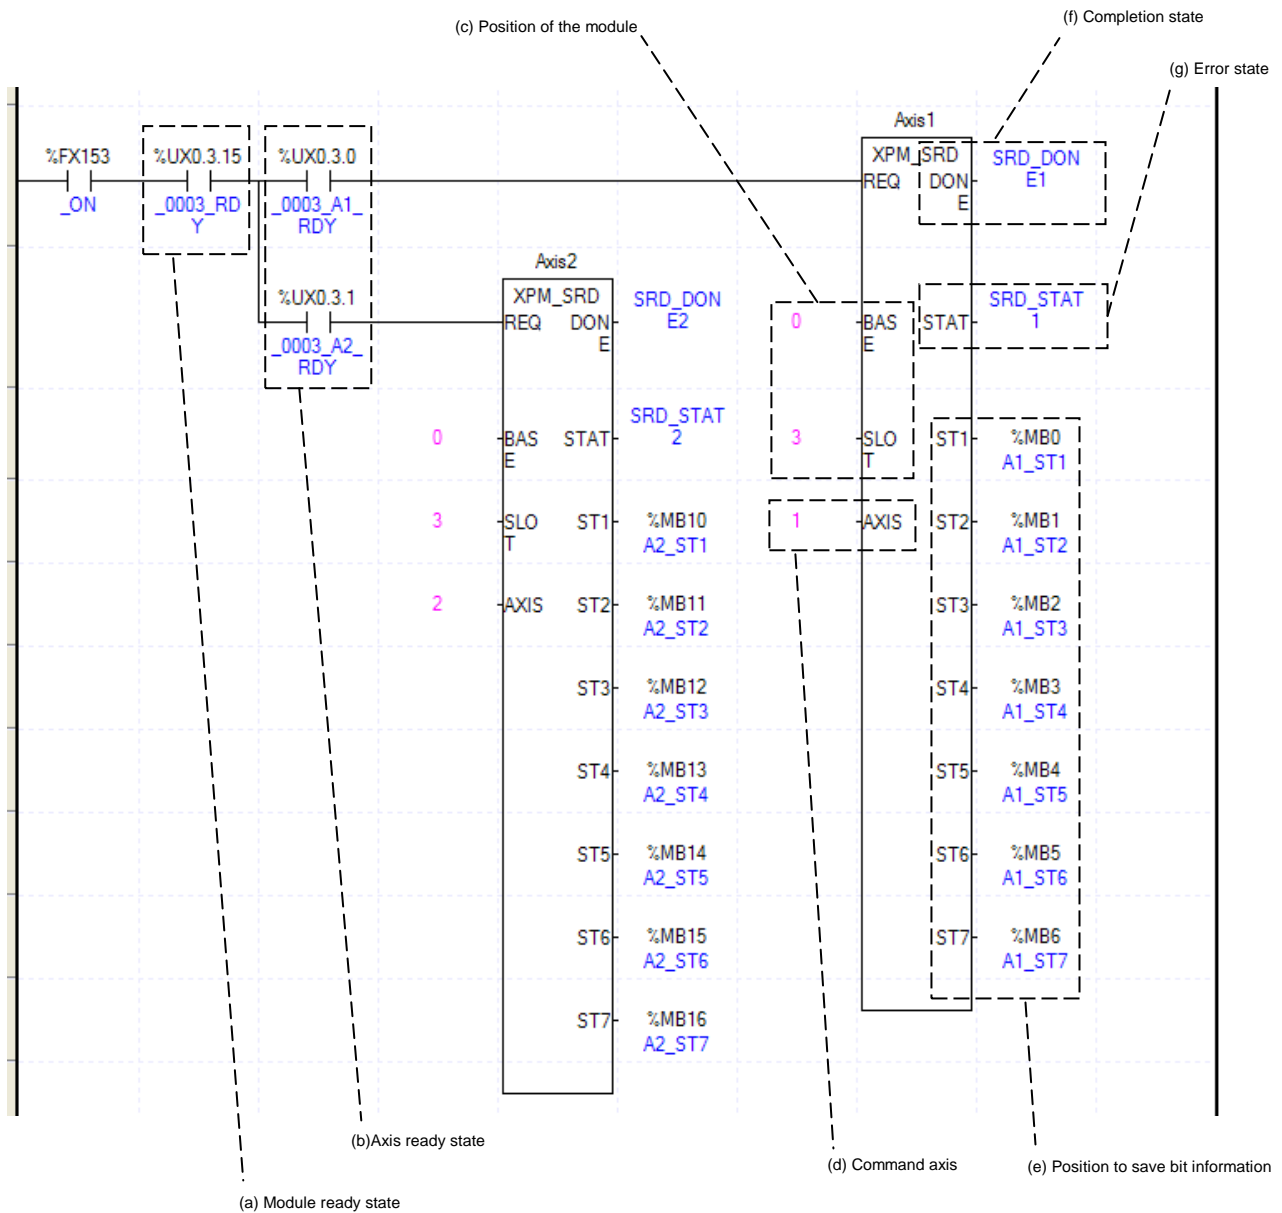 (f) Completion state
(c) Position of the module
(g) Error state
Axis1
%FX153
%UX0.3.15
%UX0.3.0
XPM_SRD
SRD_DON
E1
REQ
DON
E
_ON
_0003_RD
Y
_0003_A1_
RDY
Axis2
%UX0.3.1
XPM_SRD
SRD_DON
E2
SRD_STAT
1
REQ
DON
E
0
BAS
E
STAT
_0003_A2_
RDY
SRD_STAT
2
0
BAS
E
STAT
3
SLO
T
ST1
%MB0
A1_ST1
3
SLO
T
ST1
%MB10
A2_ST1
1
AXIS
ST2
%MB1
A1_ST2
2
AXIS
ST2
%MB11
A2_ST2
ST3
%MB2
A1_ST3
ST3
%MB12
A2_ST3
ST4
%MB3
A1_ST4
ST4
%MB13
A2_ST4
ST5
%MB4
A1_ST5
ST5
%MB14
A2_ST5
ST6
%MB5
A1_ST6
ST6
%MB15
A2_ST6
ST7
%MB6
A1_ST7
ST7
%MB16
A2_ST7
(b)Axis ready state
(d) Command axis
(e) Position to save bit information
(a) Module ready state